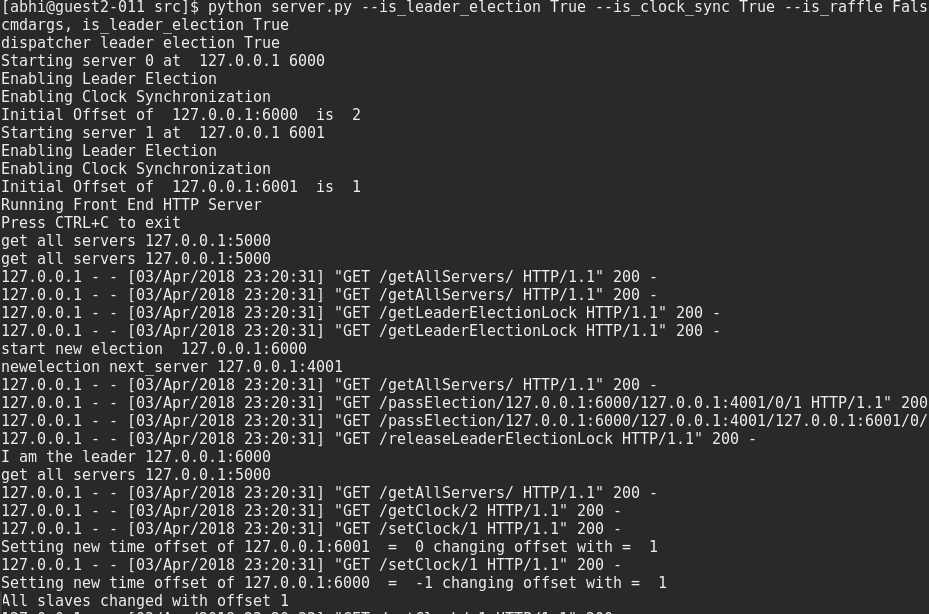 [abhi@guest2-011 src]$ python server.py --is_leader_election True --is_clock_sync True --is_raffle Fals
cmdargs, is_leader_election True
dispatcher leader election True
Starting server 0 at  127.0.0.1 6000
Enabling Leader Election
Enabling Clock Synchronization
Initial Offset of  127.0.0.1:6000  is  2
Starting server 1 at  127.0.0.1 6001
Enabling Leader Election
Enabling Clock Synchronization
Initial Offset of  127.0.0.1:6001  is  1
Running Front End HTTP Server
Press CTRL+C to exit
get all servers 127.0.0.1:5000
get all servers 127.0.0.1:5000
127.0.0.1 - - [03/Apr/2018 23:20:31] "GET /getAllServers/ HTTP/1.1" 200 -
127.0.0.1 - - [03/Apr/2018 23:20:31] "GET /getAllServers/ HTTP/1.1" 200 -
127.0.0.1 - - [03/Apr/2018 23:20:31] "GET /getLeaderElectionLock HTTP/1.1" 200 -
127.0.0.1 - - [03/Apr/2018 23:20:31] "GET /getLeaderElectionLock HTTP/1.1" 200 -
start new election  127.0.0.1:6000
newelection next_server 127.0.0.1:4001
127.0.0.1 - - [03/Apr/2018 23:20:31] "GET /getAllServers/ HTTP/1.1" 200 -
127.0.0.1 - - [03/Apr/2018 23:20:31] "GET /passElection/127.0.0.1:6000/127.0.0.1:4001/0/1 HTTP/1.1" 200
127.0.0.1 - - [03/Apr/2018 23:20:31] "GET /passElection/127.0.0.1:6000/127.0.0.1:4001/127.0.0.1:6001/0/
127.0.0.1 - - [03/Apr/2018 23:20:31] "GET /releaseLeaderElectionLock HTTP/1.1" 200 -
I am the leader 127.0.0.1:6000
get all servers 127.0.0.1:5000
127.0.0.1 - - [03/Apr/2018 23:20:31] "GET /getAllServers/ HTTP/1.1" 200 -
127.0.0.1 - - [03/Apr/2018 23:20:31] "GET /getClock/2 HTTP/1.1" 200 -
127.0.0.1 - - [03/Apr/2018 23:20:31] "GET /setClock/1 HTTP/1.1" 200 -
Setting new time offset of 127.0.0.1:6001  =  0 changing offset with =  1
127.0.0.1 - - [03/Apr/2018 23:20:31] "GET /setClock/1 HTTP/1.1" 200 -
Setting new time offset of 127.0.0.1:6000  =  -1 changing offset with =  1
All slaves changed with offset 1